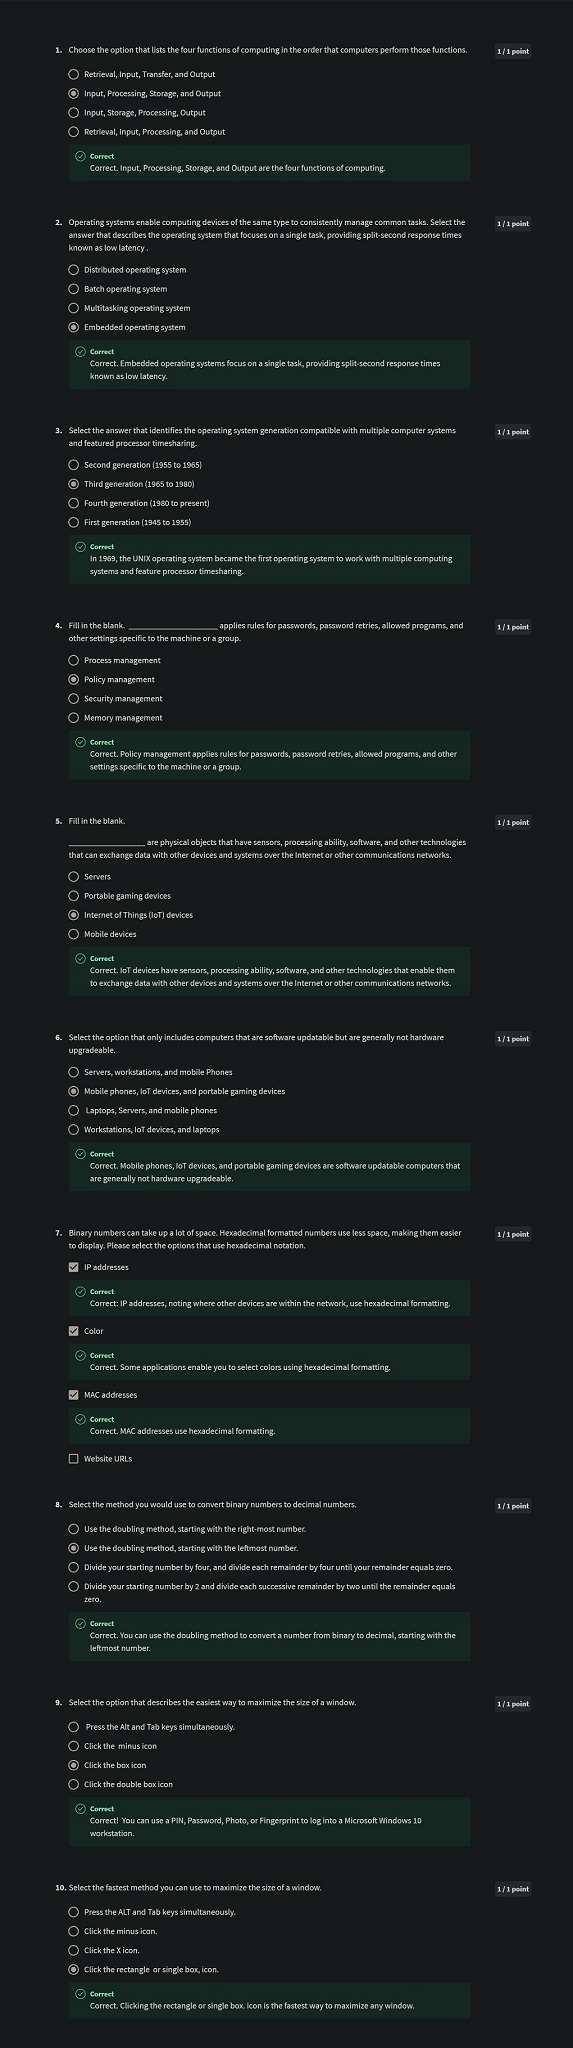 1. Choose the option that lists the four functions of computing in the order that computers perform those functions.
1 / 1 point
Retrieval, Input, Transfer, and Output
Input, Processing, Storage, and Output
Input, Storage, Processing, Output
Retrieval, Input, Processing, and Output
Correct
Correct. Input, Processing, Storage, and Output are the four functions of computing.
2. Operating systems enable computing devices of the same type to consistently manage common tasks. Select the
1 / 1 point
answer that describes the operating system that focuses on a single task, providing split-second response times
known as low latency .
Distributed operating system
Batch operating system
Multitasking operating system
Embedded operating system
Correct
Correct. Embedded operating systems focus on a single task, providing split-second response times
known as low latency.
3. Select the answer that identifies the operating system generation compatible with multiple computer systems
1 / 1 point
and featured processor timesharing.
Second generation (1955 to 1965)
Third generation (1965 to 1980)
Fourth generation (1980 to present)
First generation (1945 to 1955)
Correct
In 1969, the UNIX operating system became the first operating system to work with multiple computing
systems and feature processor timesharing.
4. Fill in the blank. ______________________ applies rules for passwords, password retries, allowed programs, and
1 / 1 point
other settings specific to the machine or a group.
Process management
Policy management
Security management
Memory management
Correct
Correct. Policy management applies rules for passwords, password retries, allowed programs, and other
settings specific to the machine or a group.
5. Fill in the blank.
1 / 1 point
___________________ are physical objects that have sensors, processing ability, software, and other technologies
that can exchange data with other devices and systems over the Internet or other communications networks.
Servers
Portable gaming devices
Internet of Things (IoT) devices
Mobile devices
Correct
Correct. IoT devices have sensors, processing ability, software, and other technologies that enable them
to exchange data with other devices and systems over the Internet or other communications networks.
6. Select the option that only includes computers that are software updatable but are generally not hardware
1 / 1 point
upgradeable.
Servers, workstations, and mobile Phones
Mobile phones, IoT devices, and portable gaming devices
Laptops, Servers, and mobile phones
Workstations, IoT devices, and laptops
Correct
Correct. Mobile phones, IoT devices, and portable gaming devices are software updatable computers that
are generally not hardware upgradeable.
7. Binary numbers can take up a lot of space. Hexadecimal formatted numbers use less space, making them easier
1 / 1 point
to display. Please select the options that use hexadecimal notation.
IP addresses
Correct
Correct: IP addresses, noting where other devices are within the network, use hexadecimal formatting.
Color
Correct
Correct. Some applications enable you to select colors using hexadecimal formatting.
MAC addresses
Correct
Correct. MAC addresses use hexadecimal formatting.
Website URLs
8. Select the method you would use to convert binary numbers to decimal numbers.
1 / 1 point
Use the doubling method, starting with the right-most number.
Use the doubling method, starting with the leftmost number.
Divide your starting number by four, and divide each remainder by four until your remainder equals zero.
Divide your starting number by 2 and divide each successive remainder by two until the remainder equals
zero.
Correct
Correct. You can use the doubling method to convert a number from binary to decimal, starting with the
leftmost number.
9. Select the option that describes the easiest way to maximize the size of a window.
1 / 1 point
Press the Alt and Tab keys simultaneously.
Click the minus icon
Click the box icon
Click the double box icon
Correct
Correct! You can use a PIN, Password, Photo, or Fingerprint to log into a Microsoft Windows 10
workstation.
10. Select the fastest method you can use to maximize the size of a window.
1 / 1 point
Press the ALT and Tab keys simultaneously.
Click the minus icon.
Click the X icon.
Click the rectangle or single box, icon.
Correct
Correct. Clicking the rectangle or single box. icon is the fastest way to maximize any window.